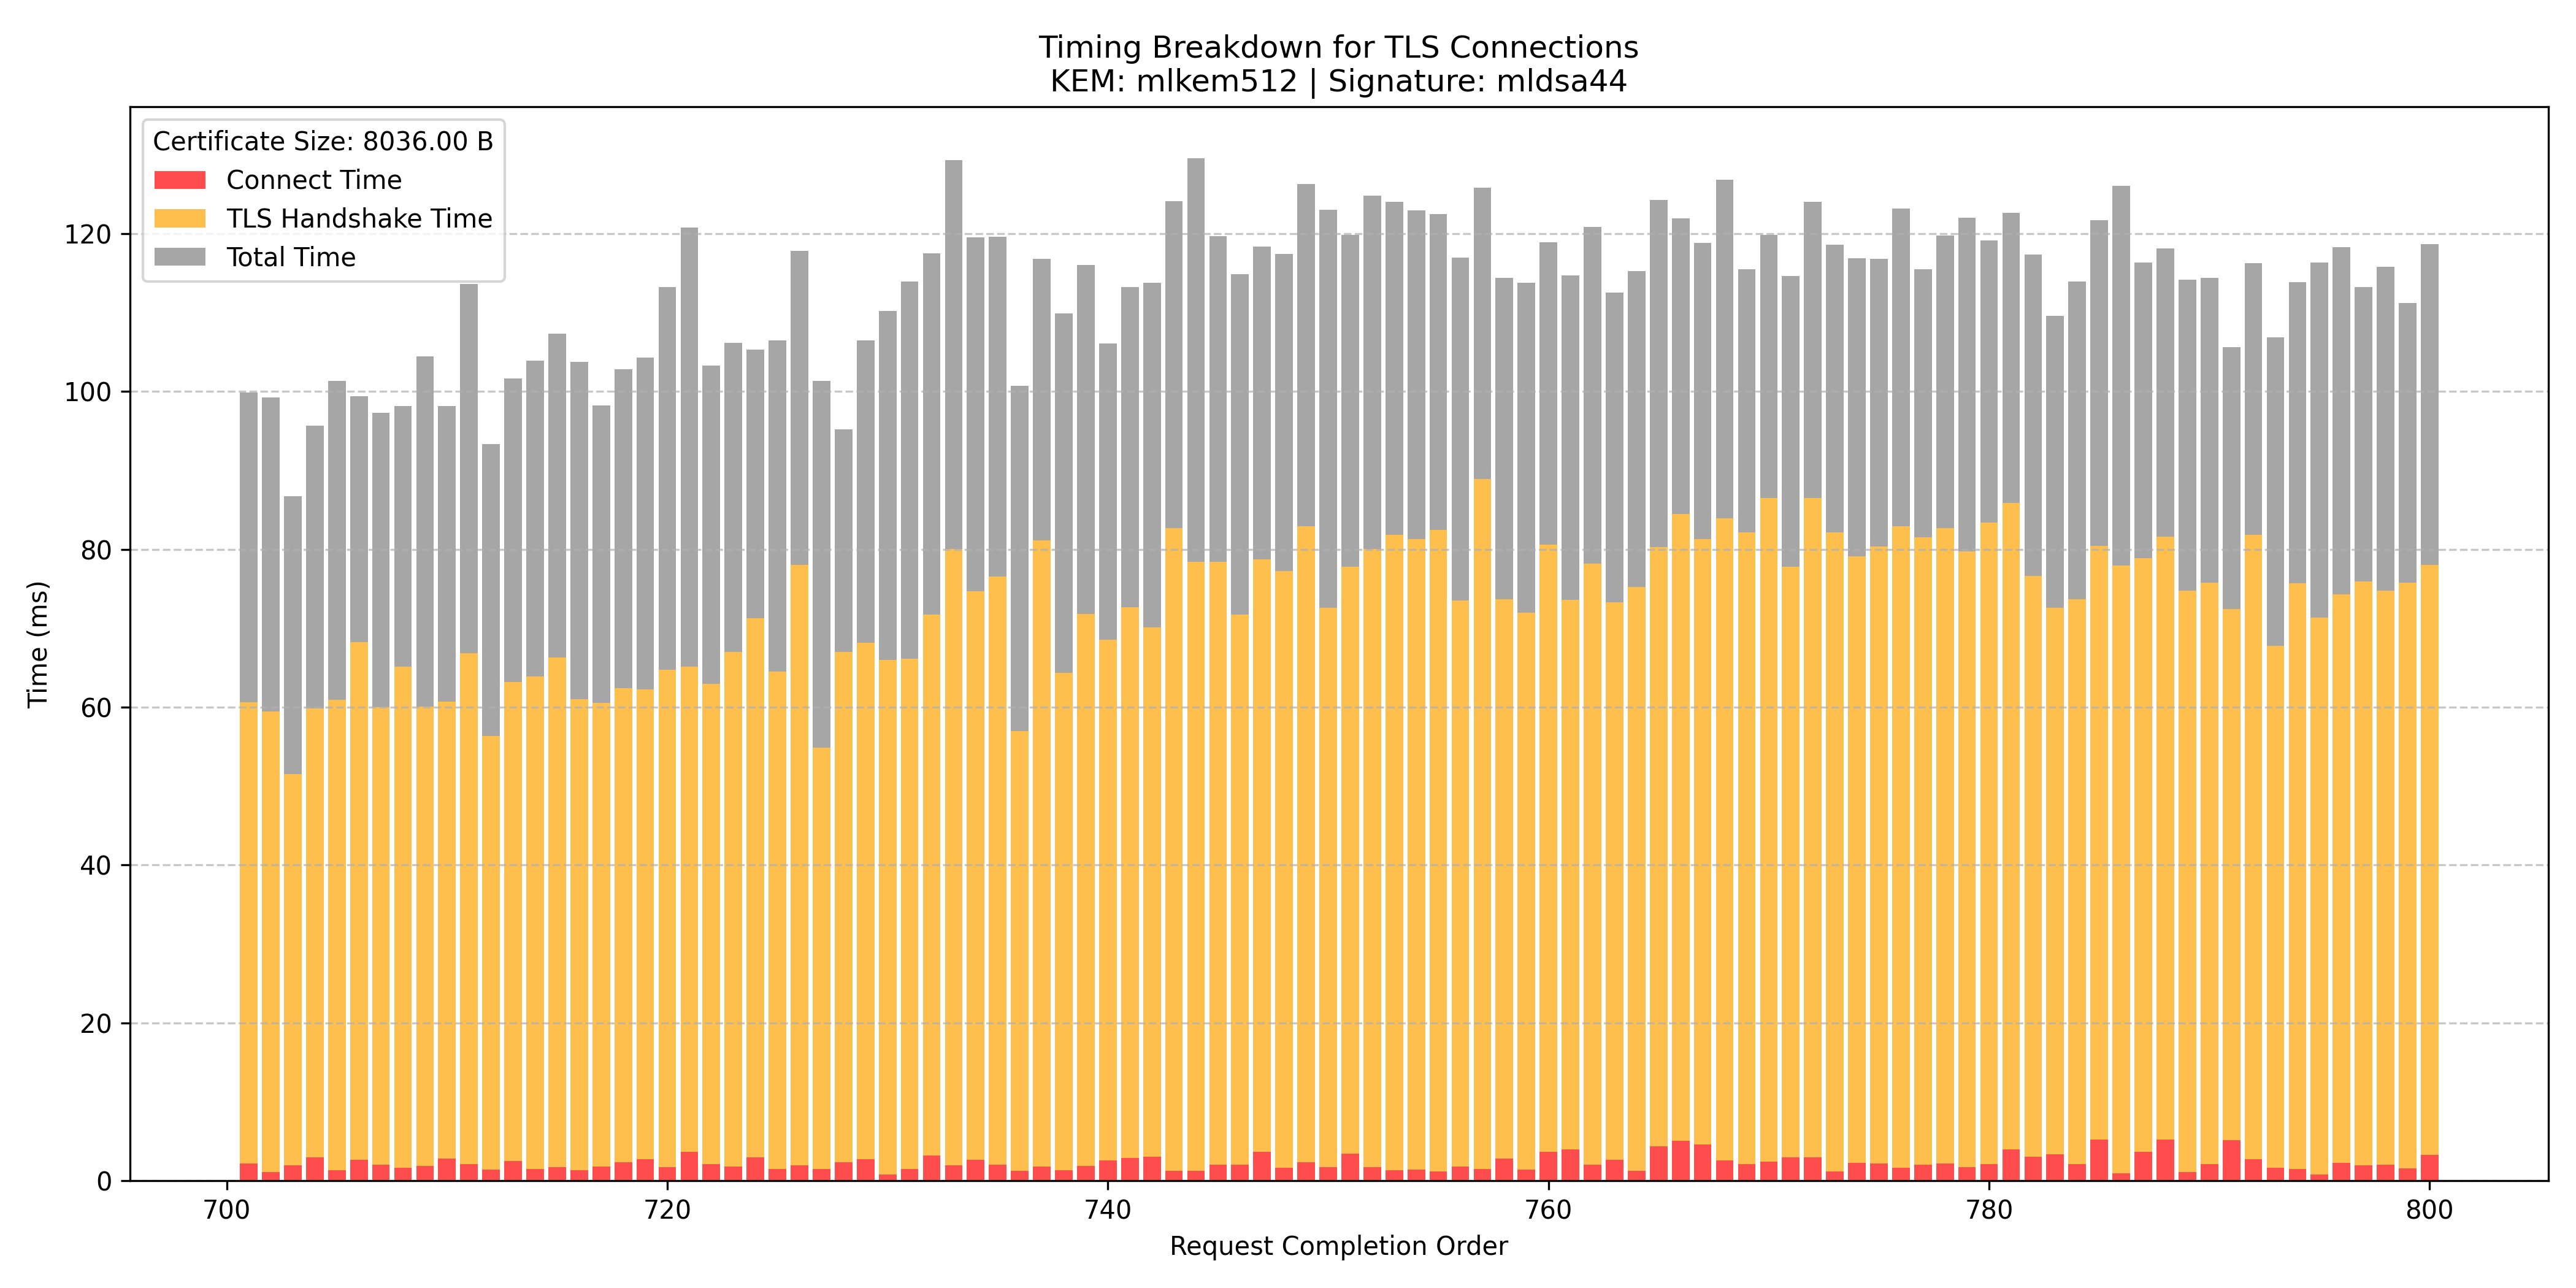 Timing Breakdown for TLS Connections
KEM: mlkem512 | Signature: mldsa44
Certificate Size: 8036.00 B
Connect Time
TLS Handshake Time
Total Time
Time (ms)
120
100
80
60
40
20
0
700 720 740 760 780 800
Request Completion Order